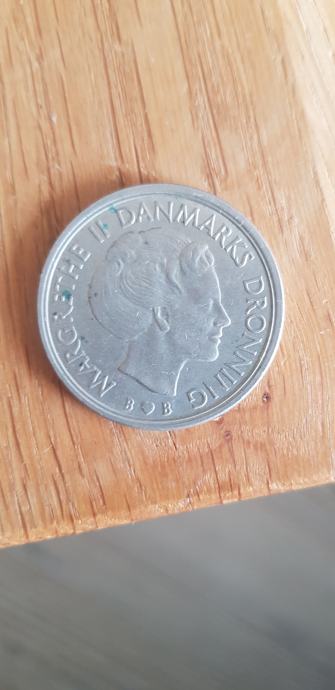 MARGRETHE II DANMARKS DRONNING
B ♥ B